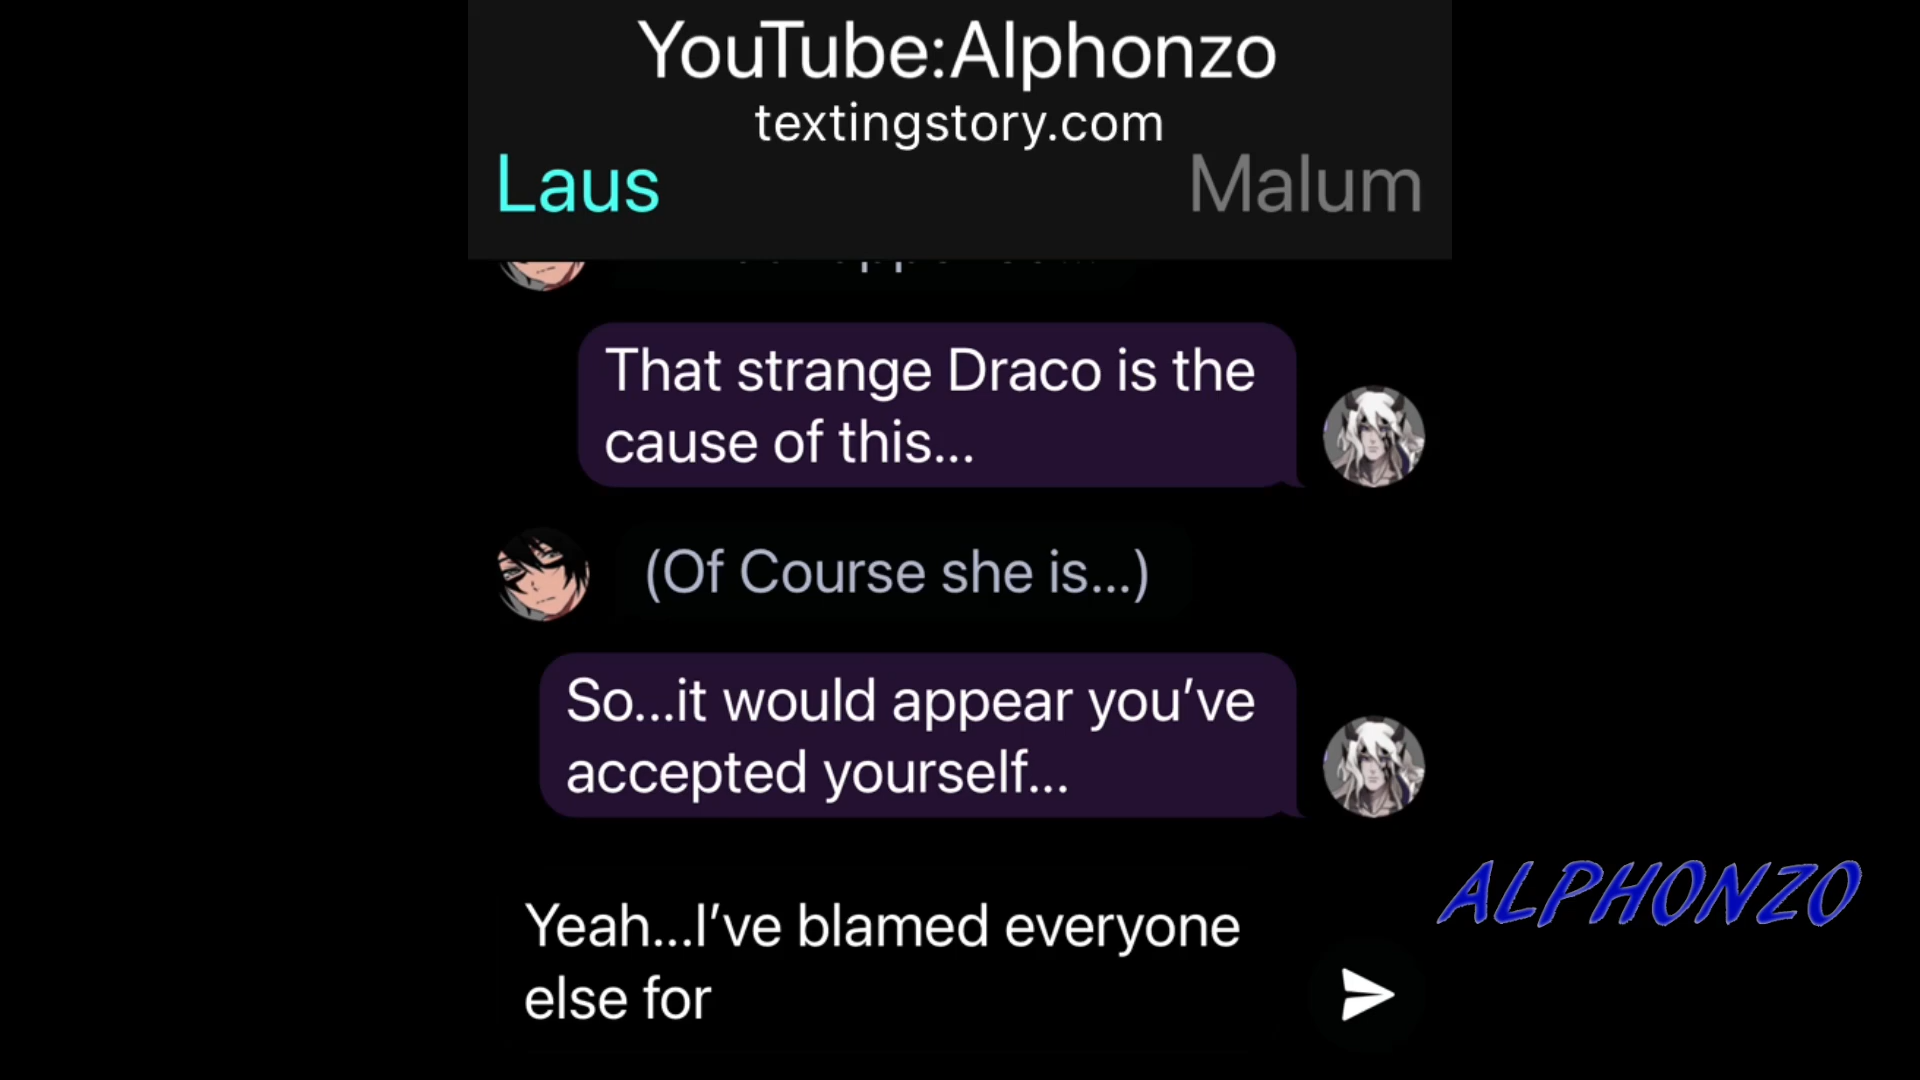 YouTube:Alphonzo
textingstory.com
Laus
Malum
That strange Draco is the
cause of this...
(Of Course she is...)
So...it would appear you’ve
accepted yourself...
Yeah...I’ve blamed everyone
else for
ALPHONZO